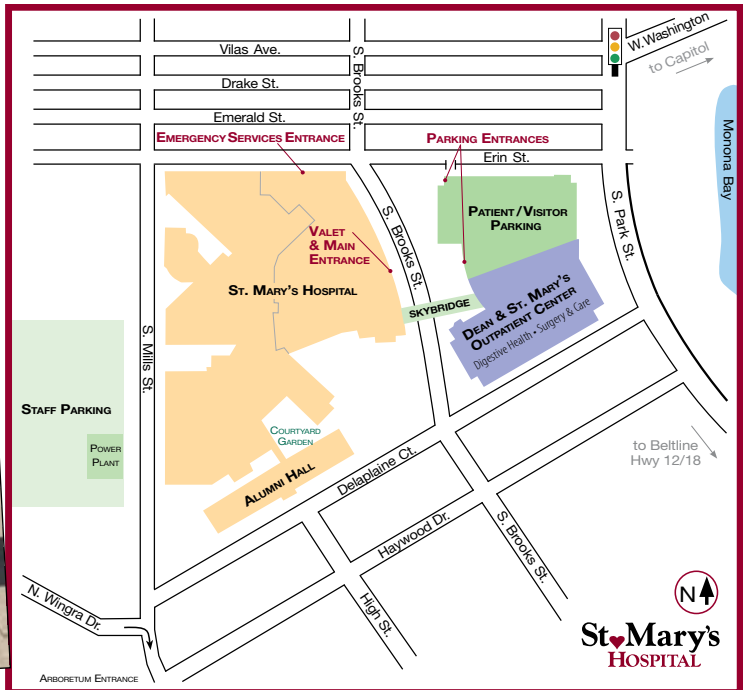 Vilas Ave.
Drake St.
Emerald St.
S. Brooks St.
W. Washington
to Capitol
EMERGENCY SERVICES ENTRANCE
PARKING ENTRANCES
Erin St.
Monona Bay
S. Park St.
PATIENT/VISITOR
PARKING
S. Brooks St.
VALET
& MAIN
ENTRANCE
ST. MARY'S HOSPITAL
SKYBRIDGE
DEAN & ST. MARY'S
OUTPATIENT CENTER
Digestive Health • Surgery & Care
S. Mills St.
STAFF PARKING
POWER
PLANT
COURTYARD
GARDEN
ALUMNI HALL
Delaplaine Ct.
to Beltline
Hwy 12/18
Haywood Dr.
S. Brooks St.
High St.
N. Wingra Dr.
ARBORETUM ENTRANCE
N
St♥Mary's
HOSPITAL